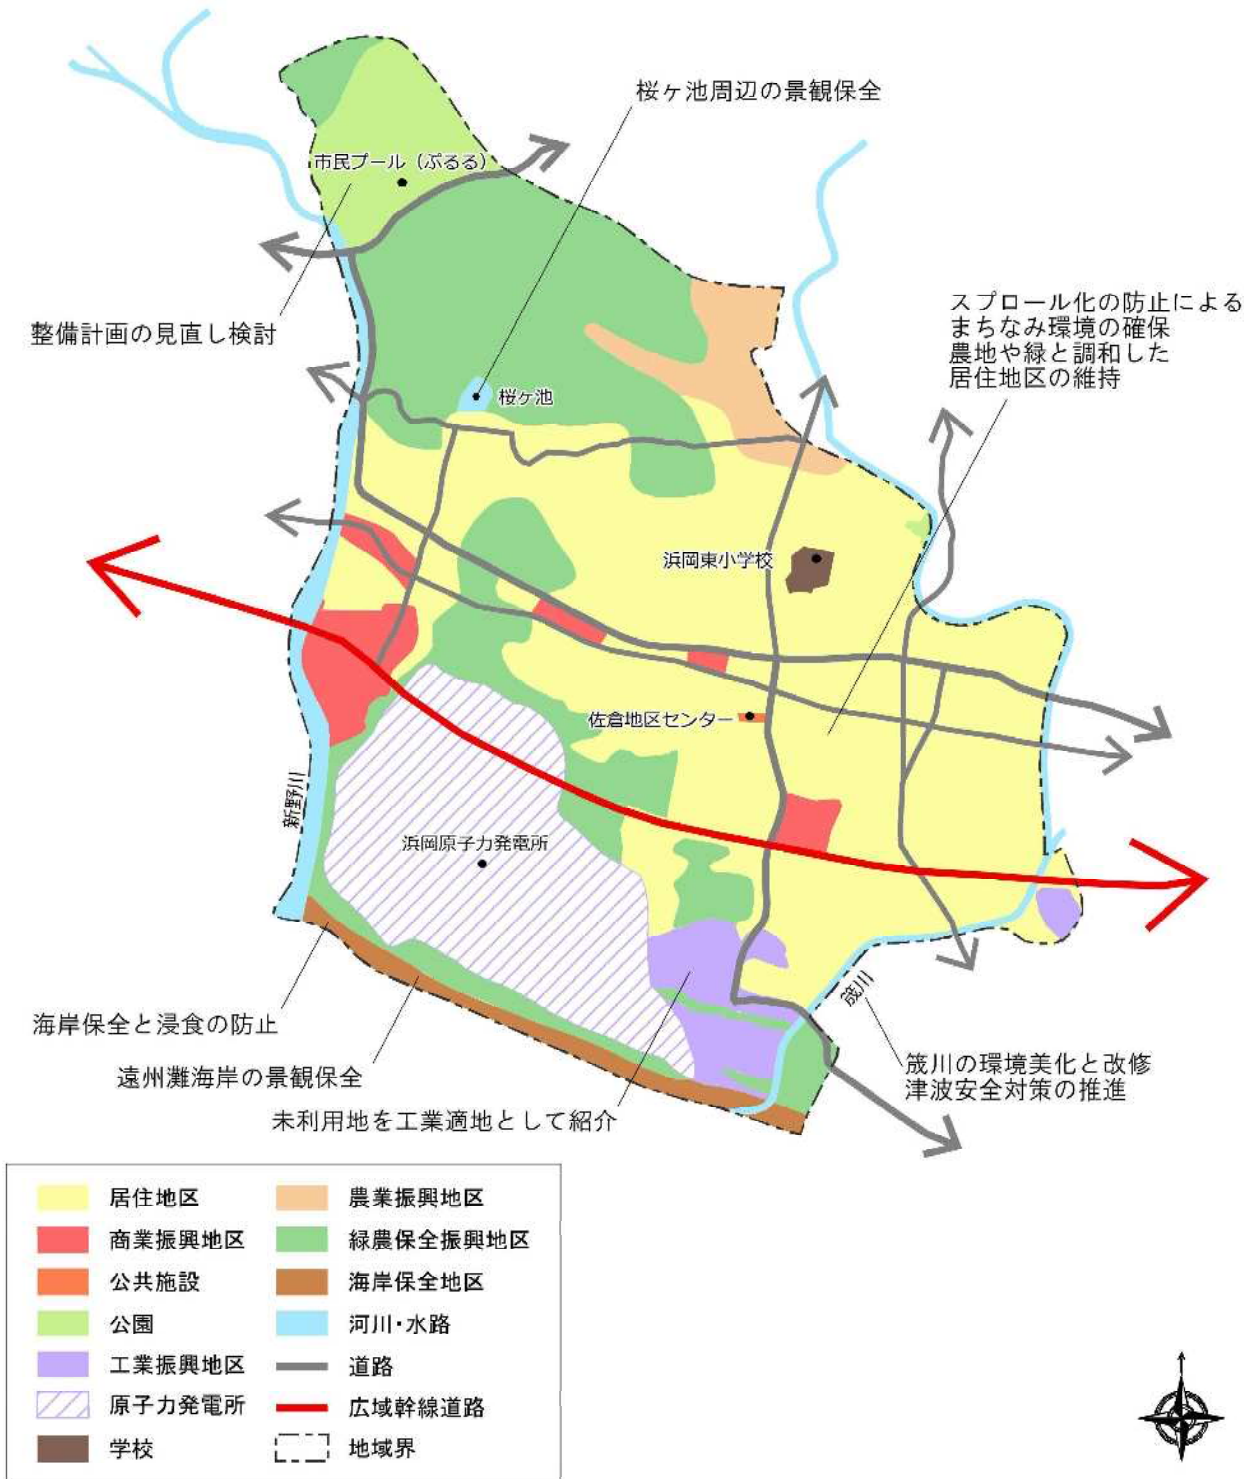 桜ヶ池周辺の景観保全
市民プール（ぷるる）
整備計画の見直し検討
スプロール化の防止による
まちなみ環境の確保
農地や緑と調和した
居住地区の維持
桜ヶ池
浜岡東小学校
佐倉地区センター
新野川
浜岡原子力発電所
筬川
海岸保全と浸食の防止
遠州灘海岸の景観保全
未利用地を工業適地として紹介
筬川の環境美化と改修
津波安全対策の推進
居住地区
商業振興地区
公共施設
公園
工業振興地区
原子力発電所
学校
農業振興地区
緑農保全振興地区
海岸保全地区
河川・水路
道路
広域幹線道路
地域界